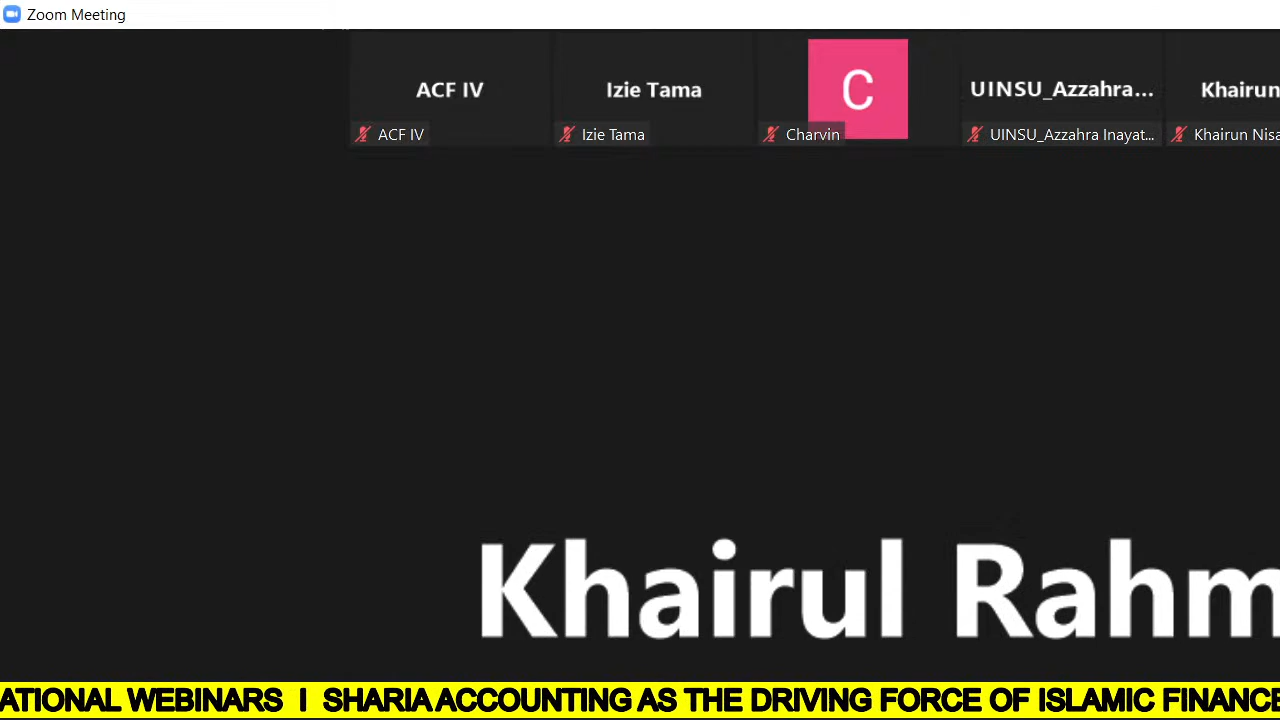 Zoom Meeting
ACF IV
Izie Tama
C
UINSU_Azzahra...
Khairun
ACF IV
Izie Tama
Charvin
UINSU_Azzahra Inayat...
Khairun Nisa
Khairul Rahm
ATIONAL WEBINARS I SHARIA ACCOUNTING AS THE DRIVING FORCE OF ISLAMIC FINANCE